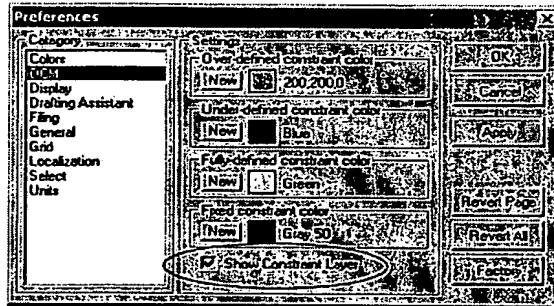 Preferences
Category
Colors
Display
Drafting Assistant
Filing
General
Grid
Localization
Select
Units
Settings
Over-defined constraint color
New 200,200,0
Under-defined constraint color
New Blue
Fully-defined constraint color
New Green
Fixed constraint color
New Gray 50
Show Constraint Layer
OK
Cancel
Apply
Revert Page
Revert All
Factory